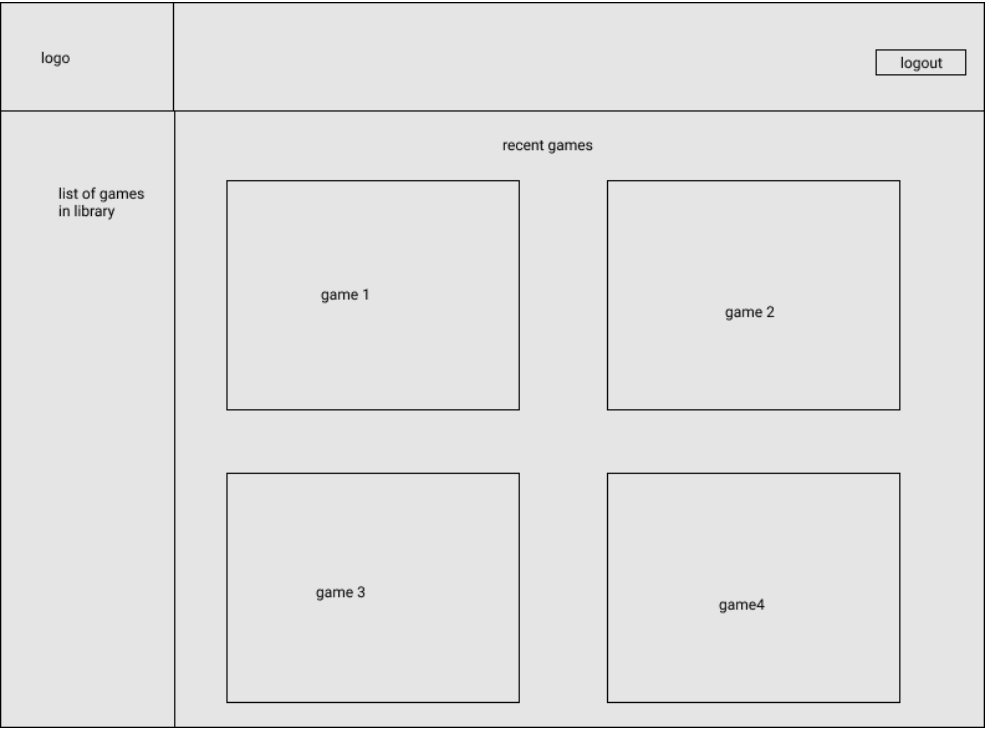 logo
logout
recent games
list of games
in library
game 1
game 2
game 3
game4